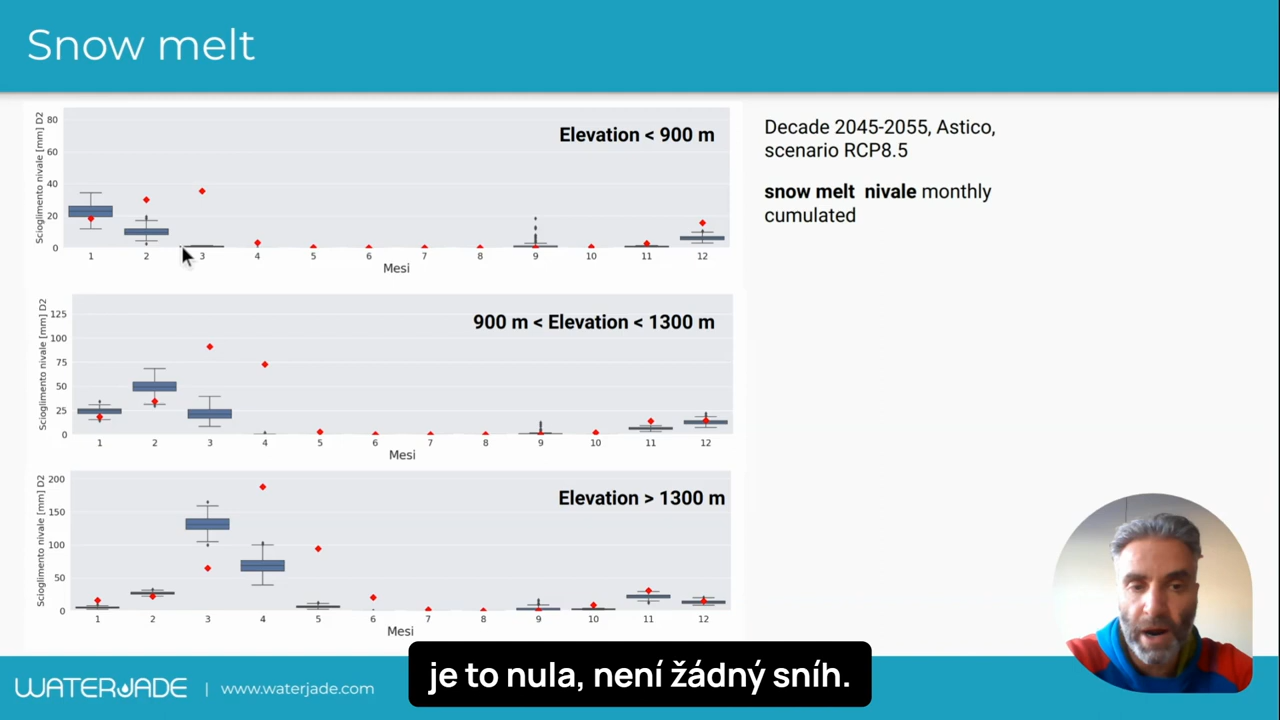 Snow melt
Scioglimento nivale [mm] D2
80
60
40
20
0
Elevation < 900 m
1 2 3 4 5 6 7 8 9 10 11 12
Mesi
Decade 2045-2055, Astico,
scenario RCP8.5
snow melt nivale monthly
cumulated
Scioglimento nivale [mm] D2
125
100
75
50
25
0
900 m < Elevation < 1300 m
1 2 3 4 5 6 7 8 9 10 11 12
Mesi
Scioglimento nivale [mm] D2
200
150
100
50
0
Elevation > 1300 m
1 2 3 4 5 6 7 8 9 10 11 12
Mesi
je to nula, není žádný sníh.
WATERJADE | www.waterjade.com